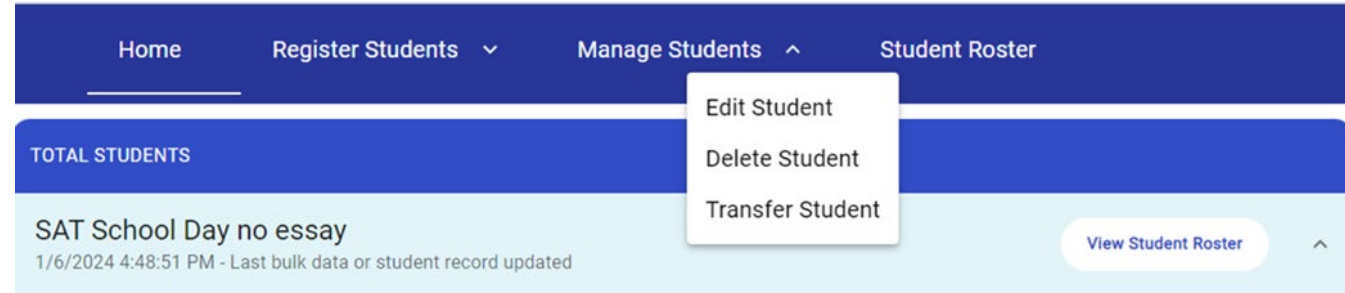 Home
Register Students
Manage Students
Student Roster
Edit Student
Delete Student
Transfer Student
TOTAL STUDENTS
SAT School Day no essay
1/6/2024 4:48:51 PM - Last bulk data or student record updated
View Student Roster